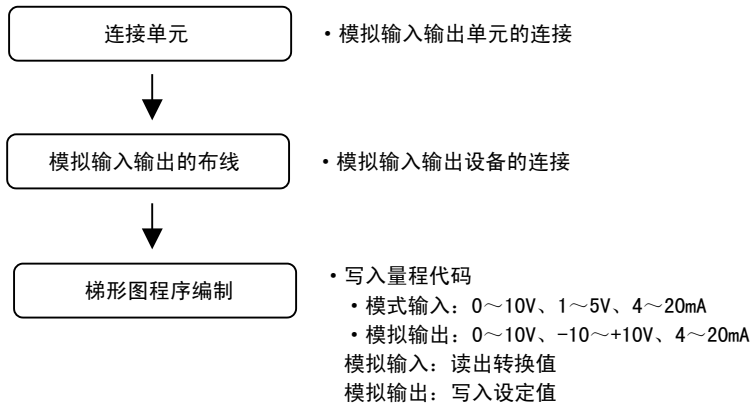 连接单元
・模拟输入输出单元的连接
模拟输入输出的布线
・模拟输入输出设备的连接
梯形图程序编制
・写入量程代码
・模式输入：0～10V、1～5V、4～20mA
・模拟输出：0～10V、-10～+10V、4～20mA
模拟输入：读出转换值
模拟输出：写入设定值